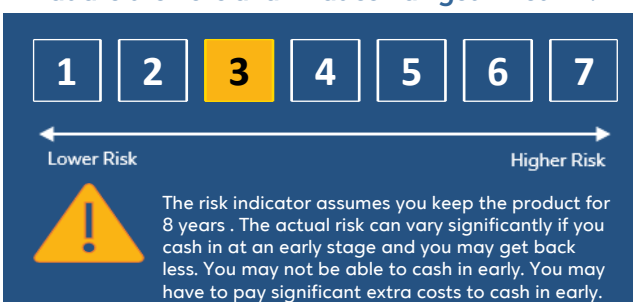 1 2 3 4 5 6 7
Lower Risk Higher Risk
The risk indicator assumes you keep the product for
8 years . The actual risk can vary significantly if you
cash in at an early stage and you may get back
less. You may not be able to cash in early. You may
have to pay significant extra costs to cash in early.